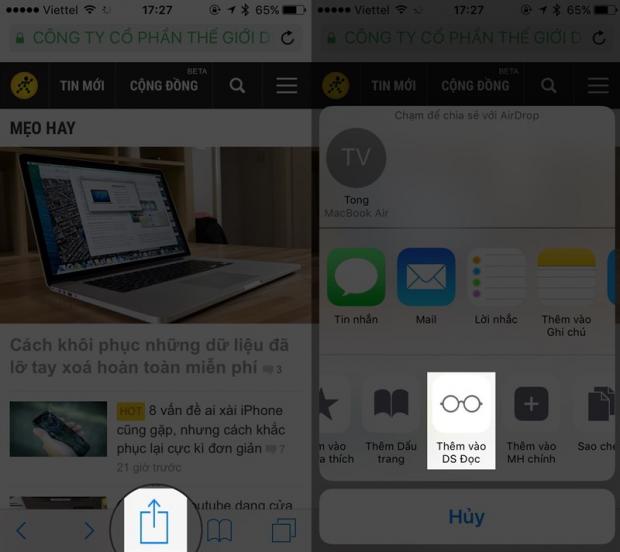 Viettel 17:27 65%
CÔNG TY CỔ PHẦN THẾ GIỚI D
TIN MỚI CỘNG ĐỒNG BETA
MẸO HAY
Cách khôi phục những dữ liệu đã
lỡ tay xoá hoàn toàn miễn phí 3
HOT 8 vấn đề ai xài iPhone
cũng gặp, nhưng cách khắc
phục lại cực kì đơn giản 7
21 giờ trước
utube dạng cửa
Viettel 17:27 65%
CÔNG TY CỔ PHẦN THẾ GIỚI D
TIN MỚI CỘNG ĐỒNG BETA
Chạm để chia sẻ với AirDrop
TV
Tong
MacBook Air
Tin nhắn Mail Lời nhắc Thêm vào
Ghi chú
m vào Thêm Dấu Thêm vào Thêm vào Sao ché
a thích trang DS Đọc MH chính
Hủy